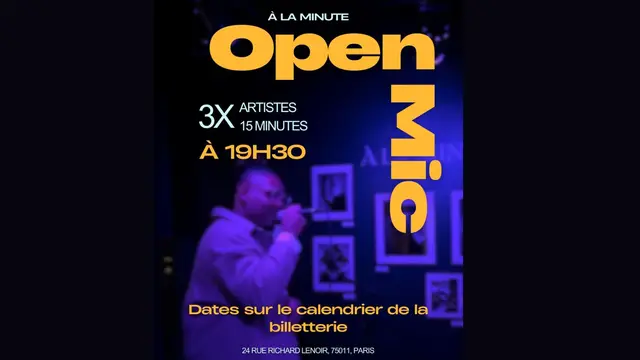 À LA MINUTE
Open
Mic
3X
ARTISTES
15 MINUTES
À 19H30
Dates sur le calendrier de la
billetterie
24 RUE RICHARD LENOIR, 75011, PARIS